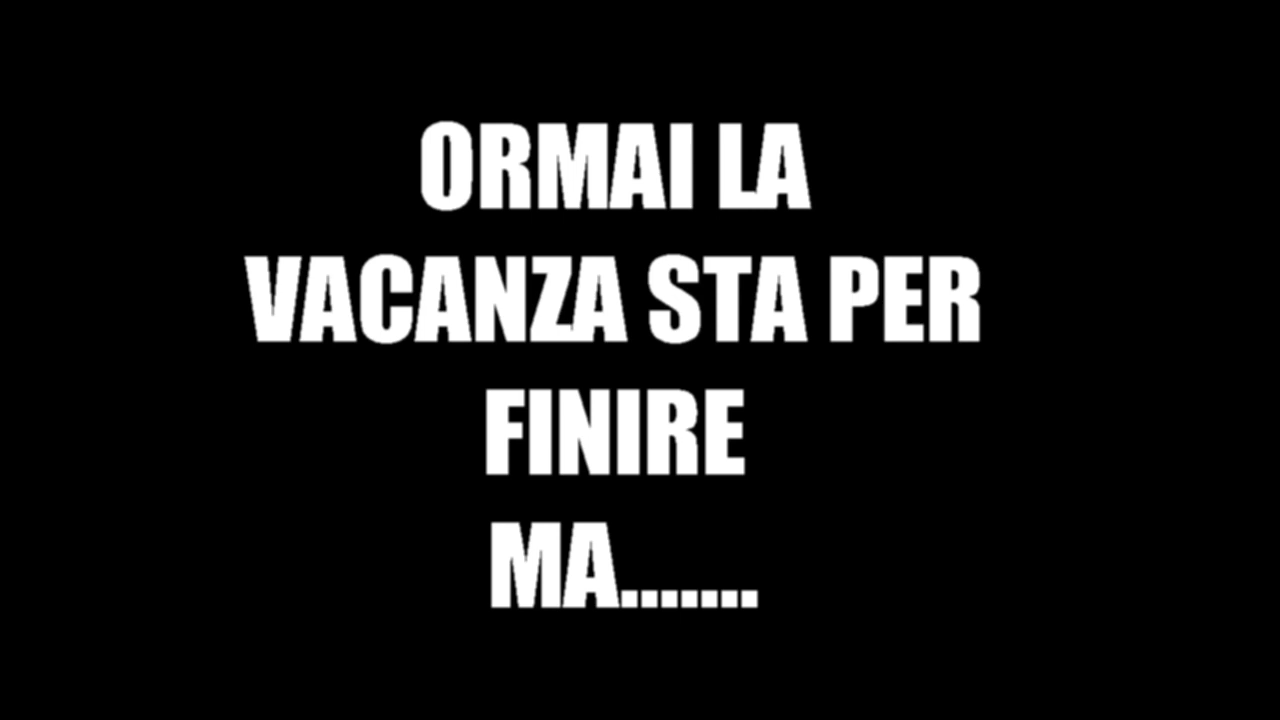 ORMAI LA
VACANZA STA PER
FINIRE
MA.......